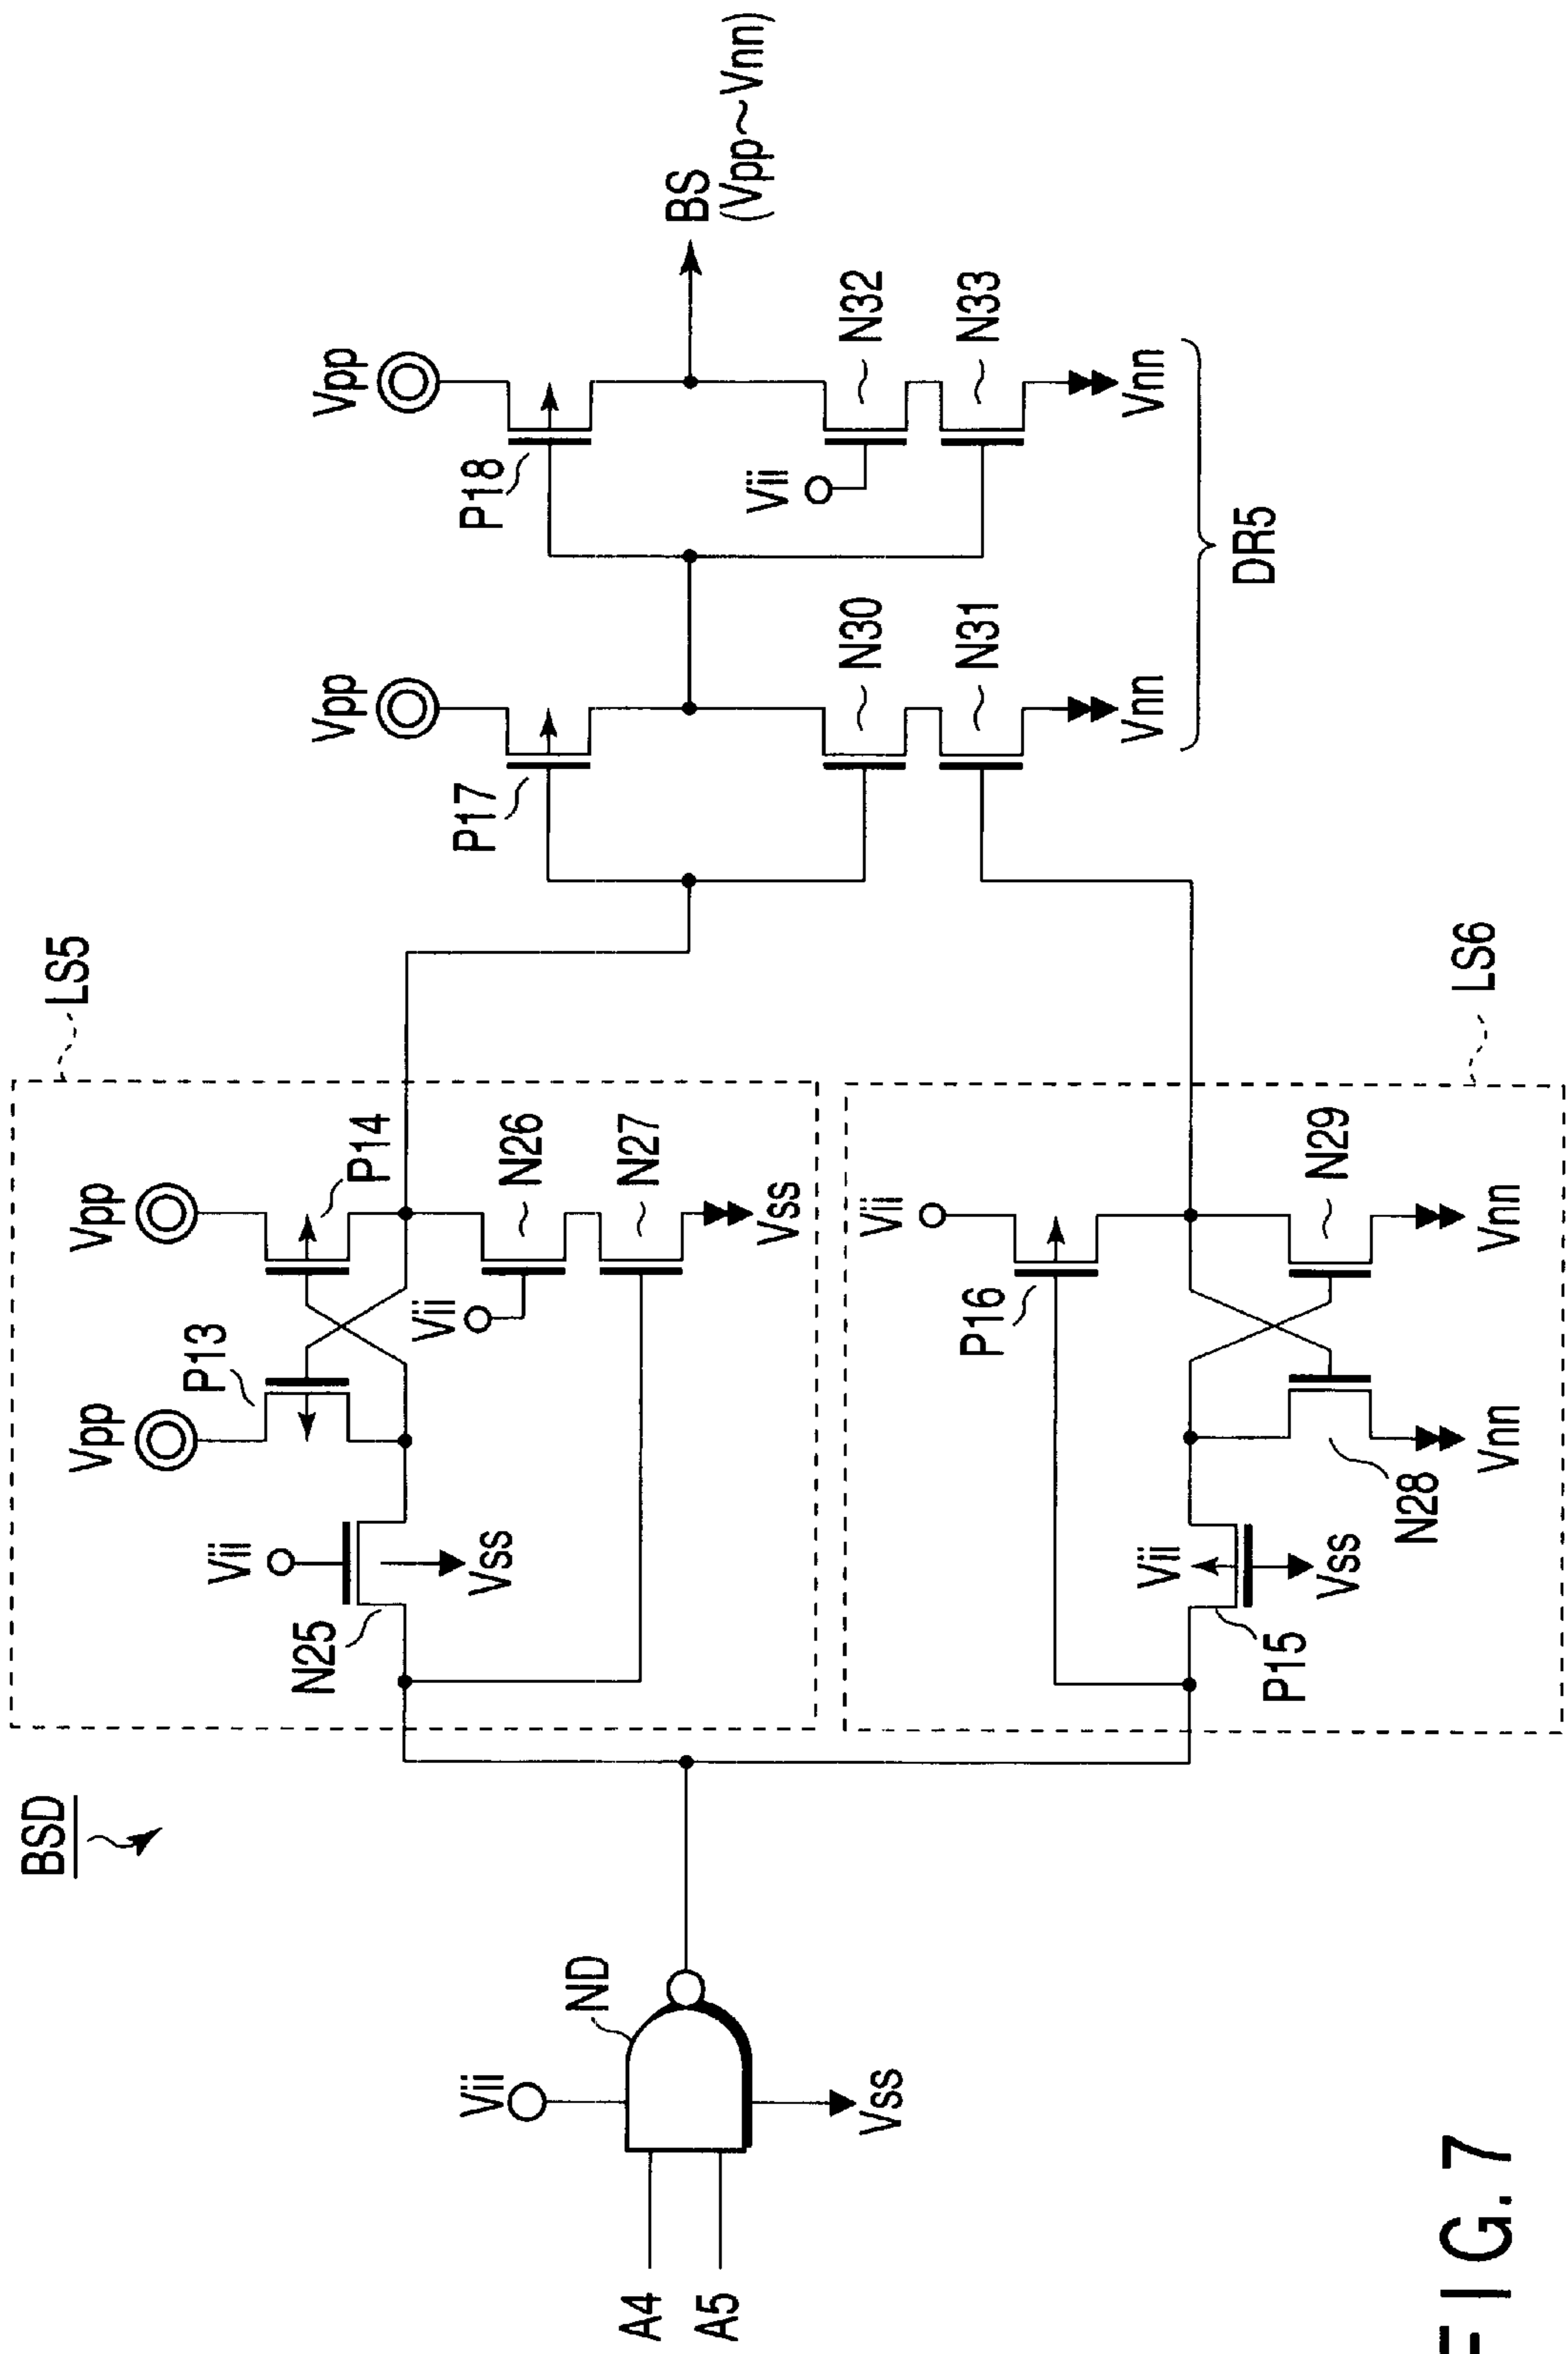 BSD
A4
A5
Vii
ND
Vss
LS5
Vpp
P13
Vpp
P14
Vii
N25
Vss
Vii
N26
N27
Vss
LS6
Vii
P16
Vii
P15
Vss
N28
Vnn
N29
Vnn
Vpp
P17
N30
N31
Vnn
Vpp
P18
Vii
N32
N33
Vnn
DR5
BS
(Vpp~Vnn)
FIG. 7